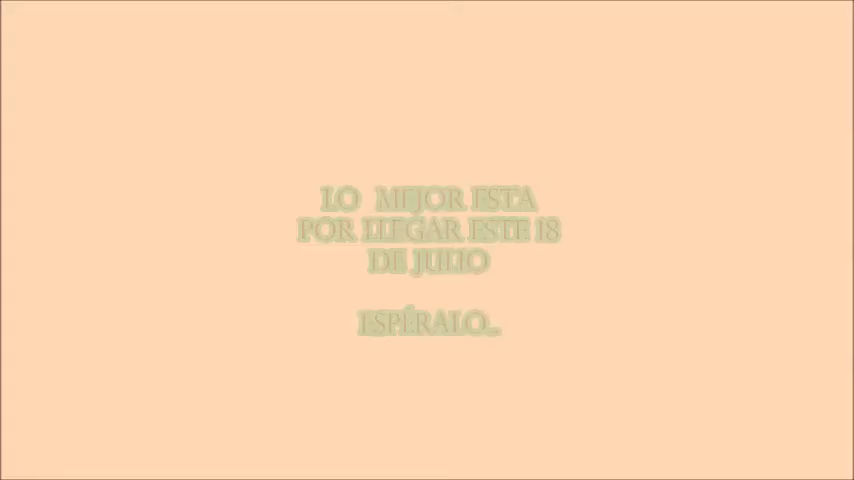 LO MEJOR ESTA
POR LLEGAR ESTE 18
DE JULIO
ESPÉRALO...